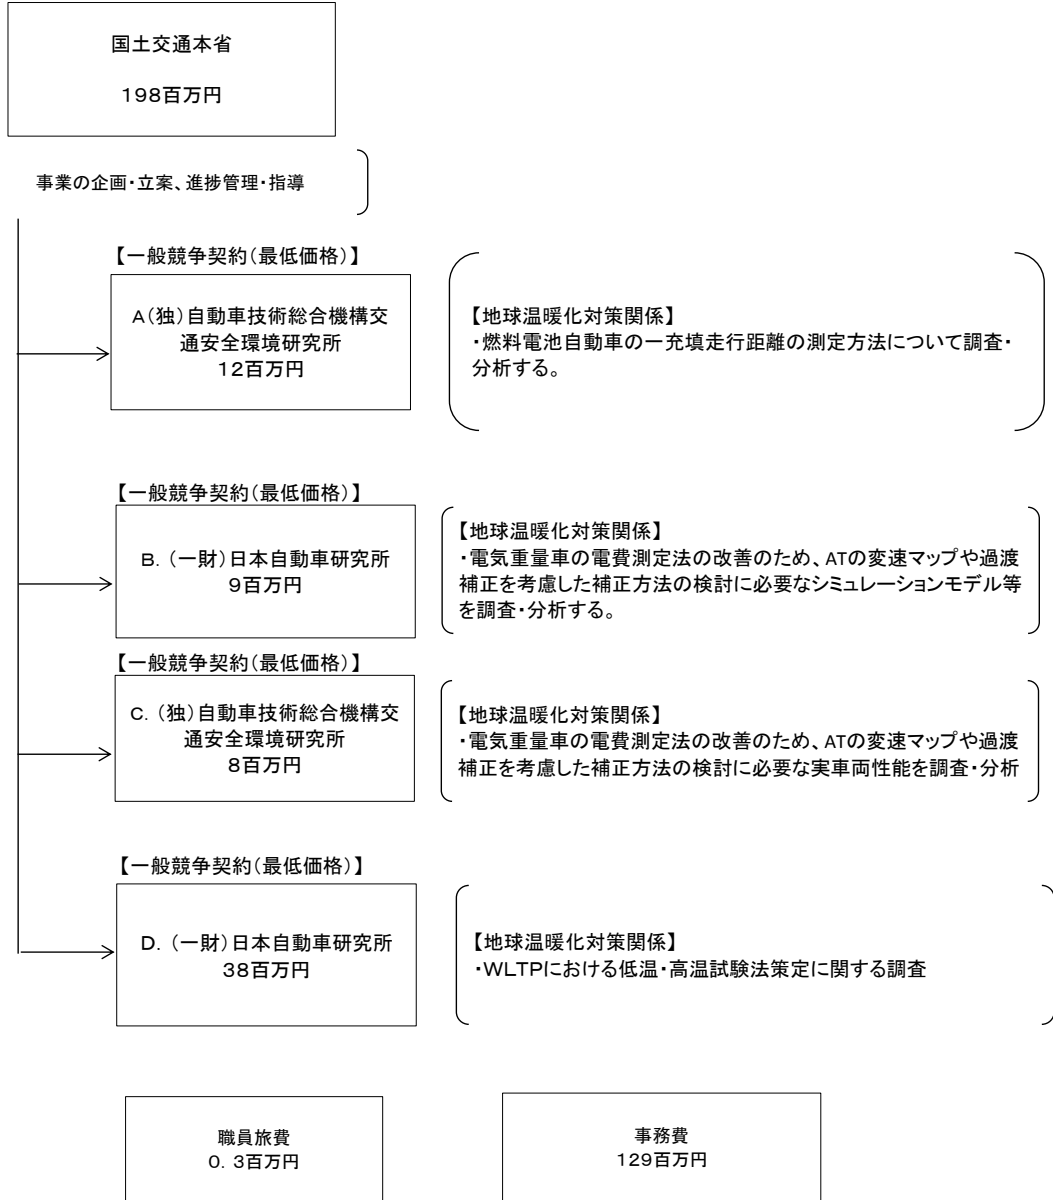 国土交通本省
198百万円
事業の企画・立案、進捗管理・指導
【一般競争契約（最低価格）】
A（独）自動車技術総合機構交
通安全環境研究所
12百万円
【地球温暖化対策関係】
・燃料電池自動車の一充填走行距離の測定方法について調査・
分析する。
【一般競争契約（最低価格）】
B. （一財）日本自動車研究所
9百万円
【地球温暖化対策関係】
・電気重量車の電費測定法の改善のため、ATの変速マップや過渡
補正を考慮した補正方法の検討に必要なシミュレーションモデル等
を調査・分析する。
【一般競争契約（最低価格）】
C. （独）自動車技術総合機構交
通安全環境研究所
8百万円
【地球温暖化対策関係】
・電気重量車の電費測定法の改善のため、ATの変速マップや過渡
補正を考慮した補正方法の検討に必要な実車両性能を調査・分析
【一般競争契約（最低価格）】
D. （一財）日本自動車研究所
38百万円
【地球温暖化対策関係】
・WLTPにおける低温・高温試験法策定に関する調査
職員旅費
0. 3百万円
事務費
129百万円